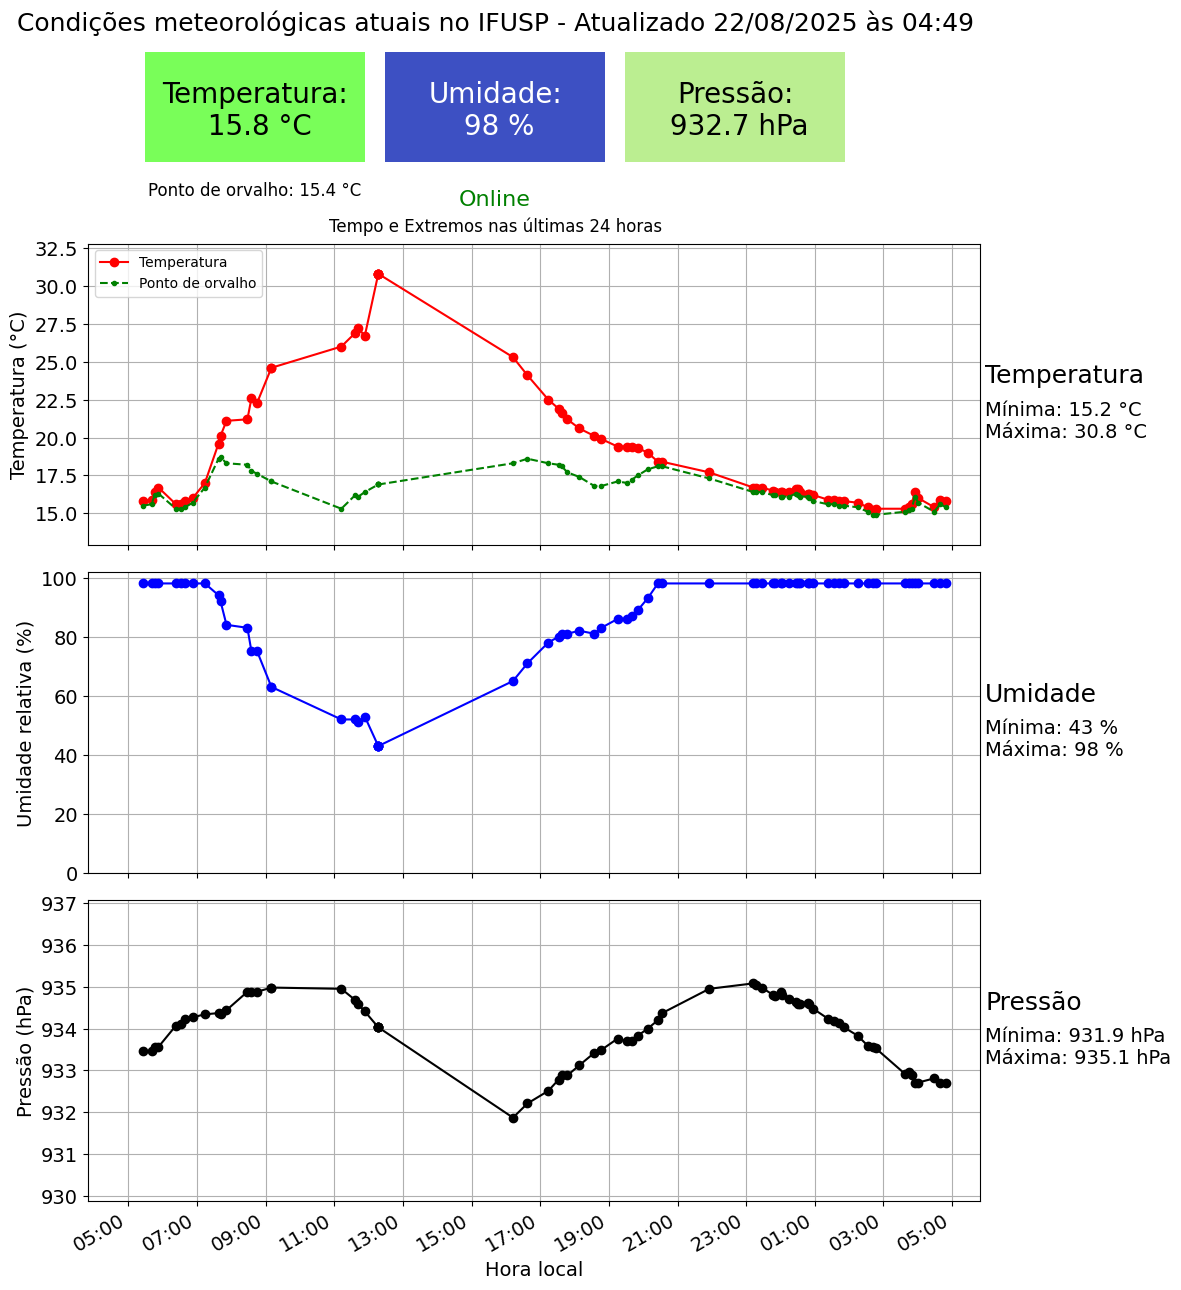 Condições meteorológicas atuais no IFUSP - Atualizado 22/08/2025 às 04:49
Temperatura:
15.8 °C
Umidade:
98 %
Pressão:
932.7 hPa
Ponto de orvalho: 15.4 °C
Online
Tempo e Extremos nas últimas 24 horas
Temperatura
Ponto de orvalho
Temperatura (°C)
32.5
30.0
27.5
25.0
22.5
20.0
17.5
15.0
Temperatura
Mínima: 15.2 °C
Máxima: 30.8 °C
Umidade relativa (%)
100
80
60
40
20
0
Umidade
Mínima: 43 %
Máxima: 98 %
Pressão (hPa)
937
936
935
934
933
932
931
930
Pressão
Mínima: 931.9 hPa
Máxima: 935.1 hPa
05:00 07:00 09:00 11:00 13:00 15:00 17:00 19:00 21:00 23:00 01:00 03:00 05:00
Hora local